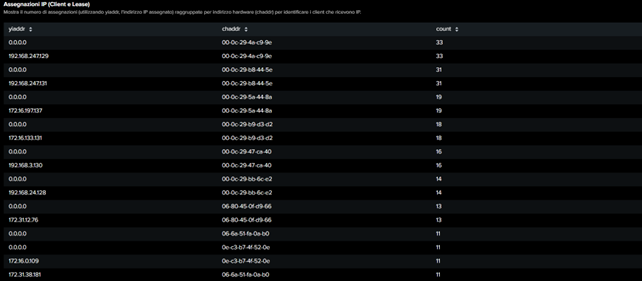 Assegnazioni IP (Client e Lease)
Mostra il numero di assegnazioni (utilizzando yiaddr, l'indirizzo IP assegnato) raggruppate per indirizzo hardware (chaddr) per identificare i client che ricevono IP.
yiaddr chaddr count
0.0.0.0 00-0c-29-4a-c9-9e 33
192.168.247.129 00-0c-29-4a-c9-9e 33
0.0.0.0 00-0c-29-b8-44-5e 31
192.168.247.131 00-0c-29-b8-44-5e 31
0.0.0.0 00-0c-29-5a-44-8a 19
172.16.197.137 00-0c-29-5a-44-8a 19
0.0.0.0 00-0c-29-b9-d3-d2 18
172.16.133.131 00-0c-29-b9-d3-d2 18
0.0.0.0 00-0c-29-47-ca-40 16
192.168.3.130 00-0c-29-47-ca-40 16
0.0.0.0 00-0c-29-bb-6c-e2 14
192.168.24.128 00-0c-29-bb-6c-e2 14
0.0.0.0 06-80-45-0f-d9-66 13
172.31.12.76 06-80-45-0f-d9-66 13
0.0.0.0 06-6a-51-fa-0a-b0 11
0.0.0.0 0e-c3-b7-4f-52-0e 11
172.16.0.109 0e-c3-b7-4f-52-0e 11
172.31.38.181 06-6a-51-fa-0a-b0 11